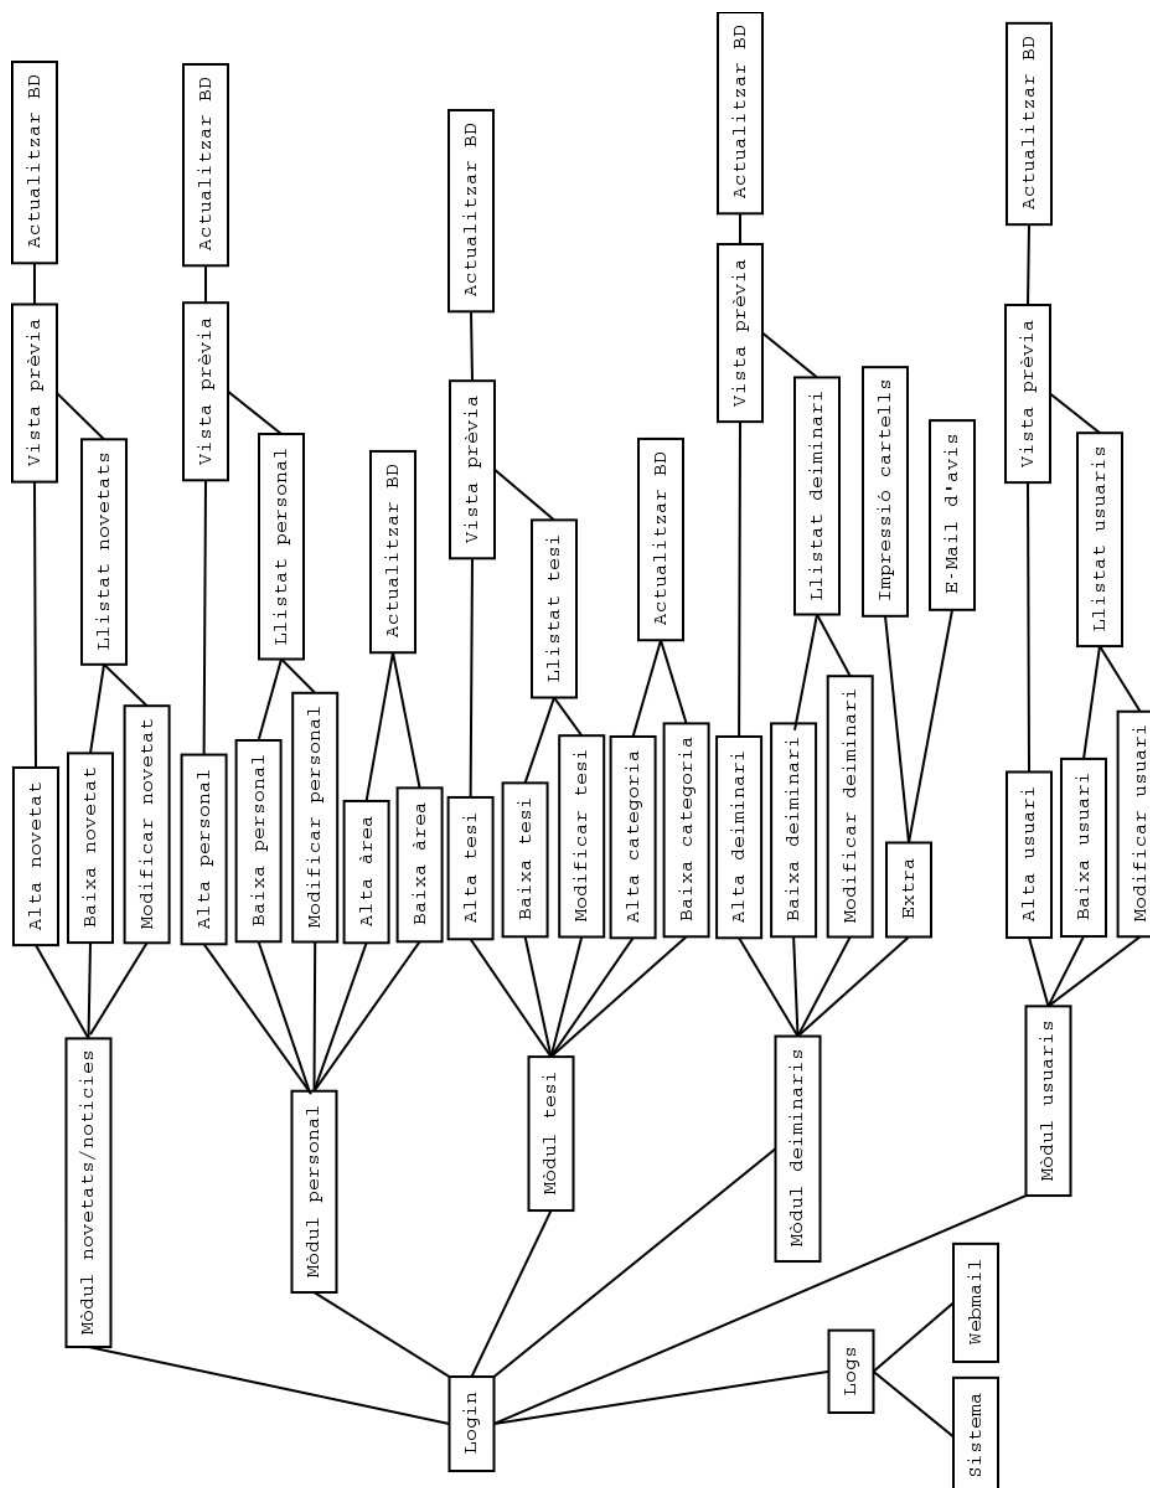 Login
Mòdul novetats/noticies
Alta novetat
Baixa novetat
Modificar novetat
Llistat novetats
Vista prèvia
Actualitzar BD
Mòdul personal
Alta personal
Baixa personal
Modificar personal
Alta àrea
Baixa àrea
Llistat personal
Vista prèvia
Actualitzar BD
Actualitzar BD
Mòdul tesi
Alta tesi
Baixa tesi
Modificar tesi
Alta categoria
Baixa categoria
Llistat tesi
Vista prèvia
Actualitzar BD
Actualitzar BD
Mòdul deiminaris
Alta deiminari
Baixa deiminari
Modificar deiminari
Extra
Llistat deiminari
Vista prèvia
Actualitzar BD
Impressió cartells
E-Mail d'avis
Mòdul usuaris
Alta usuari
Baixa usuari
Modificar usuari
Llistat usuaris
Vista prèvia
Actualitzar BD
Logs
Sistema
Webmail